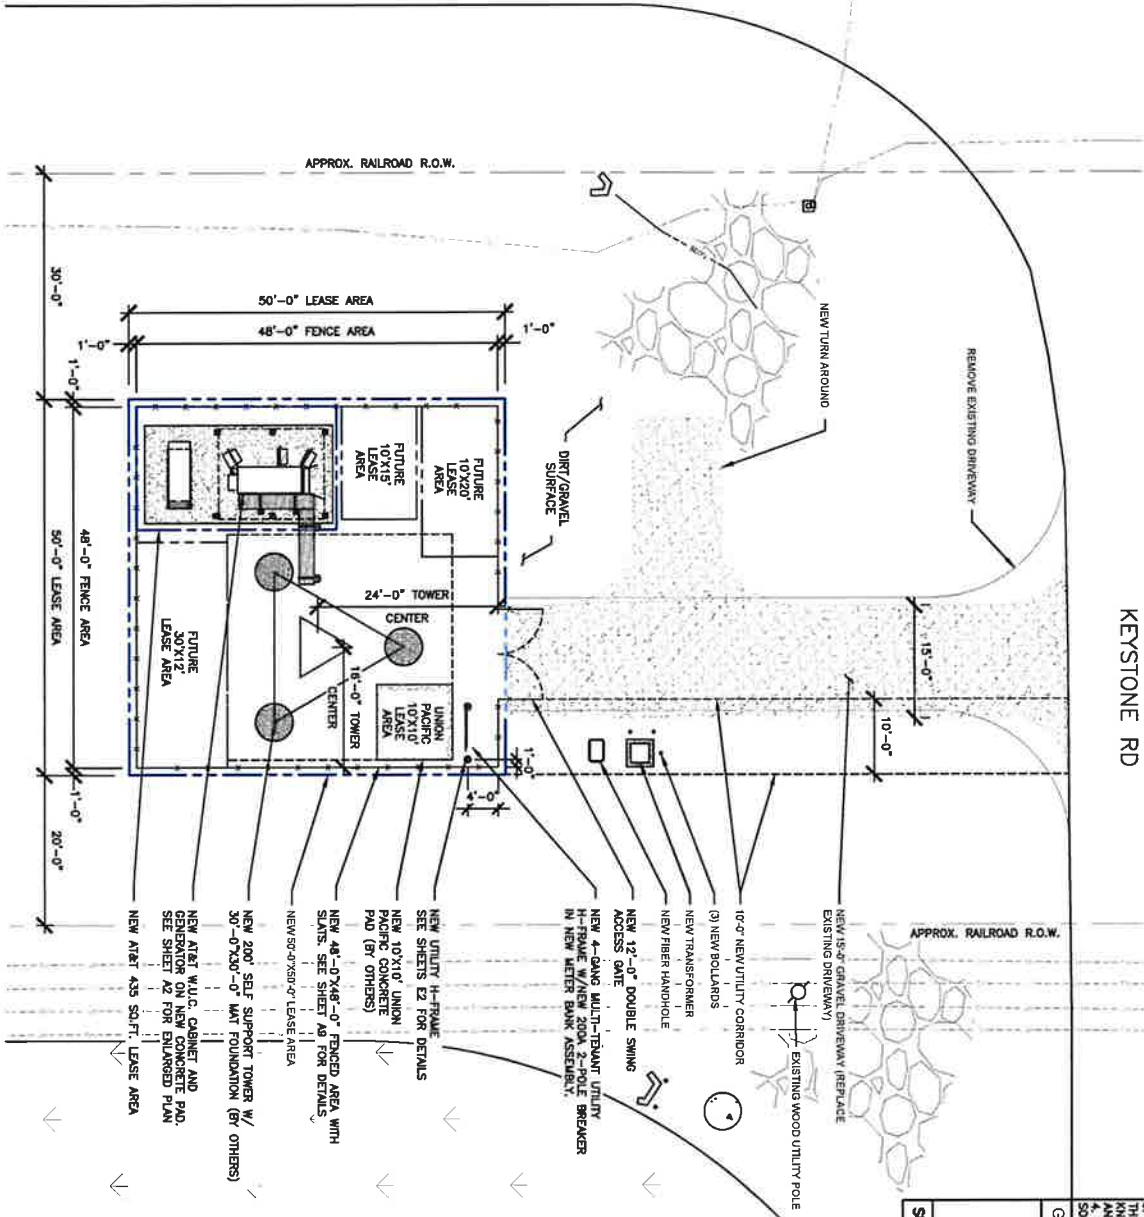 KEYSTONE RD
APPROX. RAILROAD R.O.W.
REMOVE EXISTING DRIVEWAY
NEW TURN AROUND
DIRT/GRAVEL
SURFACE
30'-0"
50'-0" LEASE AREA
48'-0" FENCE AREA
1'-0"
1'-0"
1'-0"
48'-0" FENCE AREA
50'-0" LEASE AREA
1'-0"
20'-0"
FUTURE
10'X20'
LEASE
AREA
FUTURE
10'X15'
LEASE
AREA
FUTURE
30'X12'
LEASE AREA
24'-0" TOWER
CENTER
16'-0" TOWER
CENTER
UNION
PACIFIC
10'X10'
LEASE
AREA
1'-0"
4'-0"
15'-0"
10'-0"
APPROX. RAILROAD R.O.W.
NEW 15'-0" GRAVEL DRIVEWAY (REPLACE
EXISTING DRIVEWAY)
EXISTING WOOD UTILITY POLE
10'-0" NEW UTILITY CORRIDOR
(3) NEW BOLLARDS
NEW TRANSFORMER
NEW FIBER HANDHOLE
NEW 12'-0" DOUBLE SWING
ACCESS GATE
NEW 4-GANG MULTI-TENANT UTILITY
H-FRAME W/NEW 200A 2-POLE BREAKER
IN NEW METER BANK ASSEMBLY.
NEW UTILITY H-FRAME
SEE SHEETS E2 FOR DETAILS
NEW 10'X10' UNION
PACIFIC CONCRETE
PAD (BY OTHERS)
NEW 48'-0"X48'-0" FENCED AREA WITH
SLATS. SEE SHEET A9 FOR DETAILS
NEW 50'-0"X50'-0" LEASE AREA
NEW 200' SELF SUPPORT TOWER W/
30'-0"X30'-0" MAT FOUNDATION (BY OTHERS)
NEW AT&T W.U.C. CABINET AND
GENERATOR ON NEW CONCRETE PAD.
SEE SHEET A2 FOR ENLARGED PLAN
NEW AT&T 435 SQ.FT. LEASE AREA